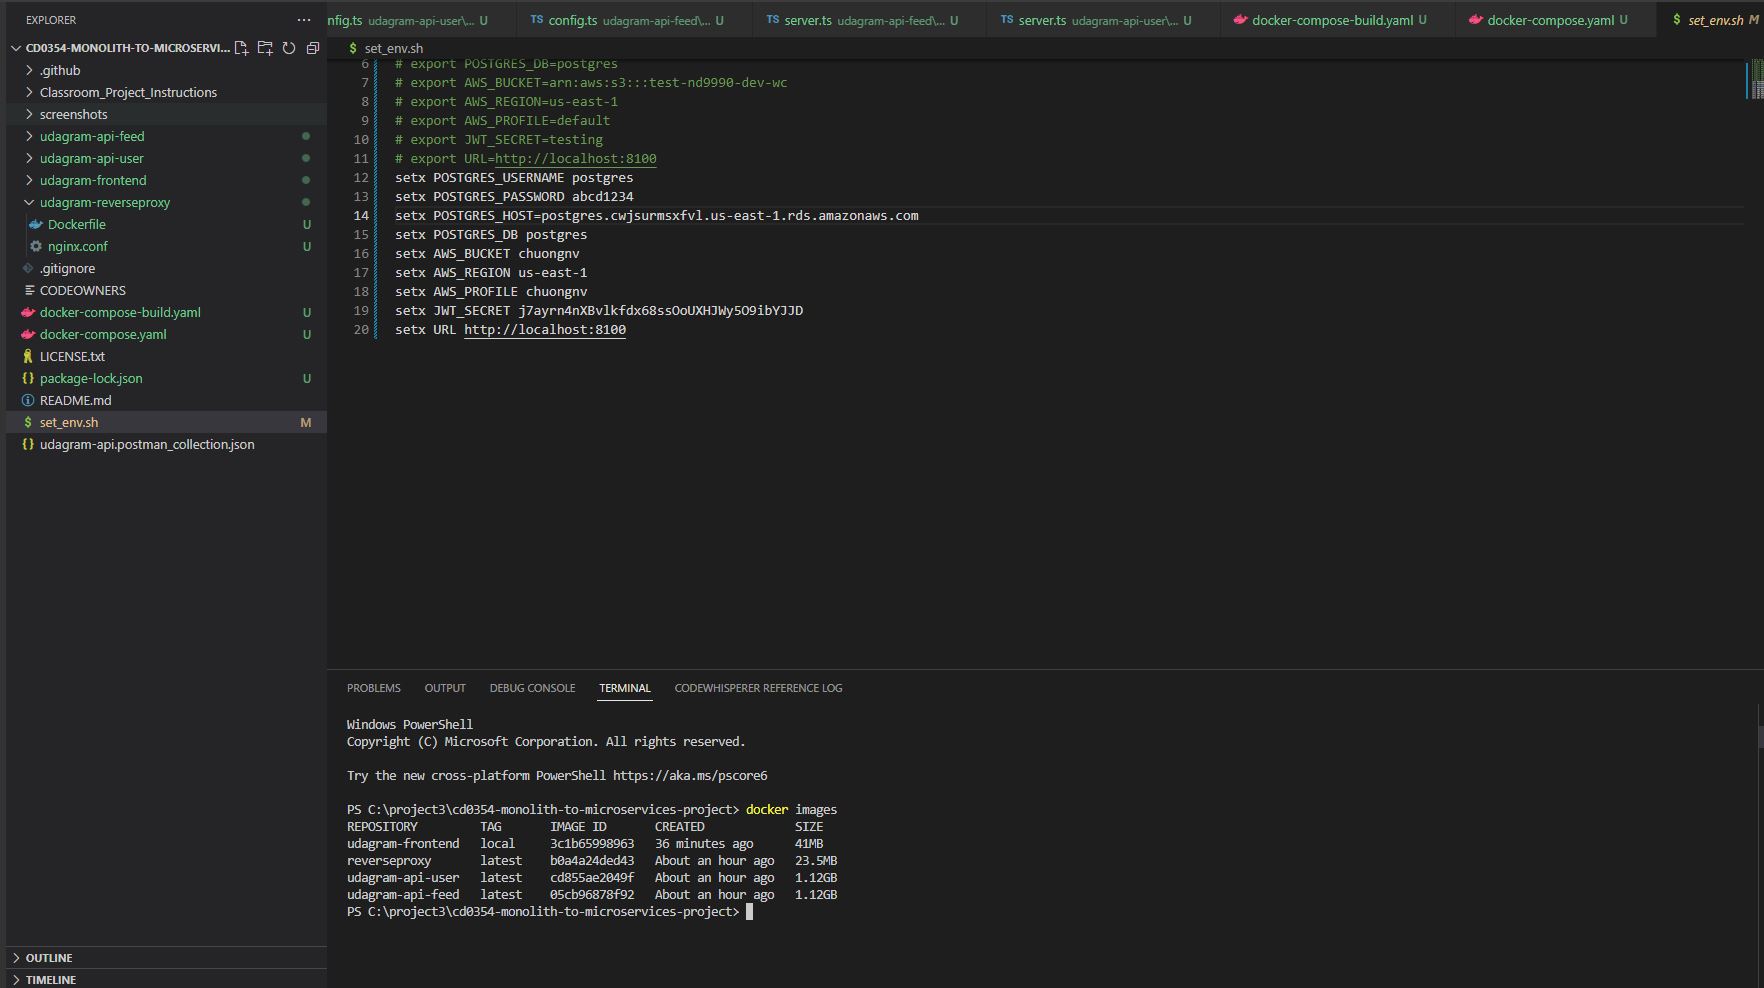 EXPLORER
CD0354-MONOLITH-TO-MICROSERVI...
.github
Classroom_Project_Instructions
screenshots
udagram-api-feed
udagram-api-user
udagram-frontend
udagram-reverseproxy
Dockerfile U
nginx.conf U
.gitignore
CODEOWNERS
docker-compose-build.yaml U
docker-compose.yaml U
LICENSE.txt
package-lock.json U
README.md
$ set_env.sh M
{} udagram-api.postman_collection.json
OUTLINE
TIMELINE
nfig.ts udagram-api-user\... U
TS config.ts udagram-api-feed\... U
TS server.ts udagram-api-feed\... U
TS server.ts udagram-api-user\... U
docker-compose-build.yaml U
docker-compose.yaml U
$ set_env.sh M
$ set_env.sh
6 # export POSTGRES_DB=postgres
7 # export AWS_BUCKET=arn:aws:s3:::test-nd9990-dev-wc
8 # export AWS_REGION=us-east-1
9 # export AWS_PROFILE=default
10 # export JWT_SECRET=testing
11 # export URL=http://localhost:8100
12 setx POSTGRES_USERNAME postgres
13 setx POSTGRES_PASSWORD abcd1234
14 setx POSTGRES_HOST=postgres.cwjsurmsxfvl.us-east-1.rds.amazonaws.com
15 setx POSTGRES_DB postgres
16 setx AWS_BUCKET chuongnv
17 setx AWS_REGION us-east-1
18 setx AWS_PROFILE chuongnv
19 setx JWT_SECRET j7ayrn4nXBvlkfdx68ssOoUXHJWy5O9ibYJJD
20 setx URL http://localhost:8100
PROBLEMS OUTPUT DEBUG CONSOLE TERMINAL CODEWHISPERER REFERENCE LOG
Windows PowerShell
Copyright (C) Microsoft Corporation. All rights reserved.
Try the new cross-platform PowerShell https://aka.ms/pscore6
PS C:\project3\cd0354-monolith-to-microservices-project> docker images
REPOSITORY TAG IMAGE ID CREATED SIZE
udagram-frontend local 3c1b65998963 36 minutes ago 41MB
reverseproxy latest b0a4a24ded43 About an hour ago 23.5MB
udagram-api-user latest cd855ae2049f About an hour ago 1.12GB
udagram-api-feed latest 05cb96878f92 About an hour ago 1.12GB
PS C:\project3\cd0354-monolith-to-microservices-project>